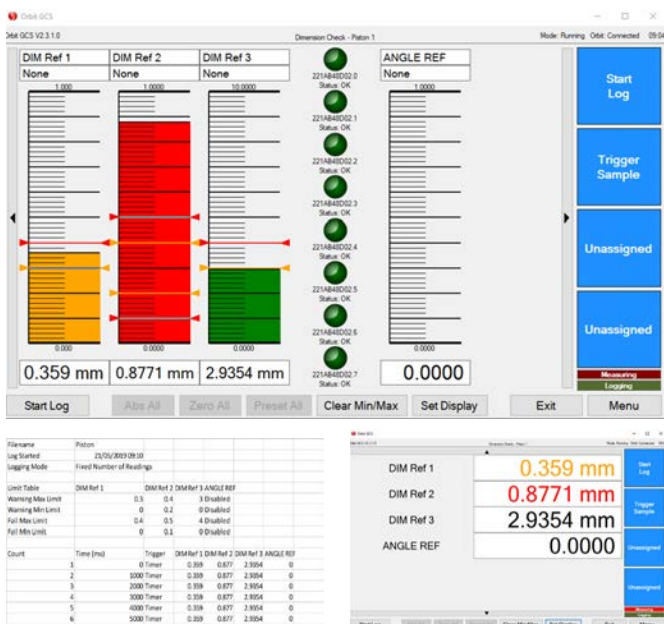 Orbit GCS
Orbit GCS V2.3.1.0 Dimension Check - Piston 1 Mode: Running Orbit: Connected 09:04
DIM Ref 1 DIM Ref 2 DIM Ref 3 ANGLE REF
None None None None
1.000 1.0000 10.0000 1.0000
221AB48D02.0
Status: OK
221AB48D02.1
Status: OK
221AB48D02.2
Status: OK
221AB48D02.3
Status: OK
221AB48D02.4
Status: OK
221AB48D02.5
Status: OK
221AB48D02.6
Status: OK
221AB48D02.7
Status: OK
0.000 0.0000 0.0000 0.0000
0.359 mm 0.8771 mm 2.9354 mm 0.0000
Start
Log
Trigger
Sample
Unassigned
Unassigned
Measuring
Logging
Start Log Abs All Zero All Preset All Clear Min/Max Set Display Exit Menu
Filename Piston
Log Started 21/05/2019 09:10
Logging Mode Fixed Number of Readings
Limit Table DIM Ref 1 DIM Ref 2 DIM Ref 3 ANGLE REF
Warning Max Limit 0.3 0.4 3 Disabled
Warning Min Limit 0 0.2 0 Disabled
Fail Max Limit 0.4 0.5 4 Disabled
Fail Min Limit 0 0.1 0 Disabled
Count Time (ms) Trigger DIM Ref 1 DIM Ref 2 DIM Ref 3 ANGLE REF
1 0 Timer 0.359 0.877 2.9354 0
2 1000 Timer 0.359 0.877 2.9354 0
3 2000 Timer 0.359 0.877 2.9354 0
4 3000 Timer 0.359 0.877 2.9354 0
5 4000 Timer 0.359 0.877 2.9354 0
6 5000 Timer 0.359 0.877 2.9354 0
DIM Ref 1 0.359 mm
DIM Ref 2 0.8771 mm
DIM Ref 3 2.9354 mm
ANGLE REF 0.0000
Start
Log
Trigger
Sample
Unassigned
Unassigned